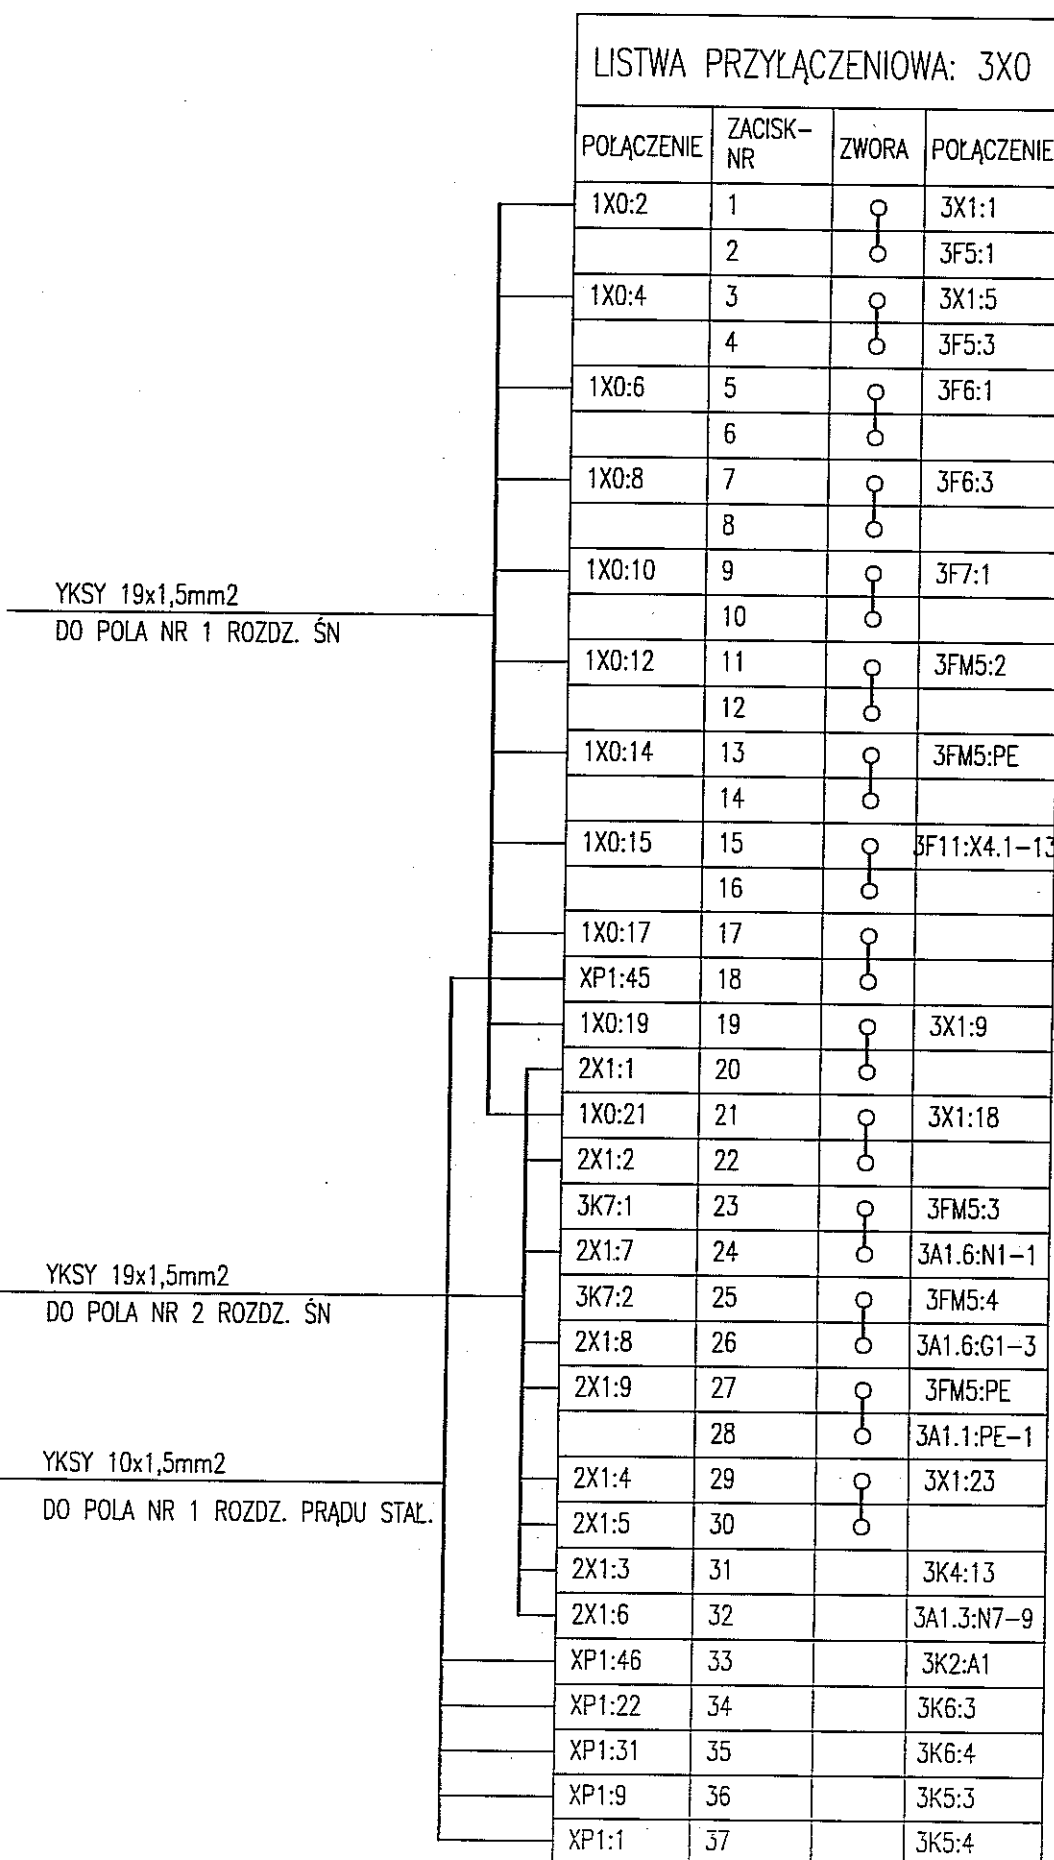 LISTWA PRZYŁĄCZENIOWA: 3X0
POŁĄCZENIE ZACISK-NR ZWORA POŁĄCZENIE
1X0:2 1 3X1:1
2 3F5:1
1X0:4 3 3X1:5
4 3F5:3
1X0:6 5 3F6:1
6
1X0:8 7 3F6:3
8
1X0:10 9 3F7:1
YKSY 19x1,5mm2
DO POLA NR 1 ROZDZ. ŚN
10
1X0:12 11 3FM5:2
12
1X0:14 13 3FM5:PE
14
1X0:15 15 3F11:X4.1-13
16
1X0:17 17
XP1:45 18
1X0:19 19 3X1:9
2X1:1 20
1X0:21 21 3X1:18
2X1:2 22
3K7:1 23 3FM5:3
2X1:7 24 3A1.6:N1-1
YKSY 19x1,5mm2
DO POLA NR 2 ROZDZ. ŚN
3K7:2 25 3FM5:4
2X1:8 26 3A1.6:G1-3
2X1:9 27 3FM5:PE
28 3A1.1:PE-1
YKSY 10x1,5mm2
DO POLA NR 1 ROZDZ. PRĄDU STAŁ.
2X1:4 29 3X1:23
2X1:5 30
2X1:3 31 3K4:13
2X1:6 32 3A1.3:N7-9
XP1:46 33 3K2:A1
XP1:22 34 3K6:3
XP1:31 35 3K6:4
XP1:9 36 3K5:3
XP1:1 37 3K5:4